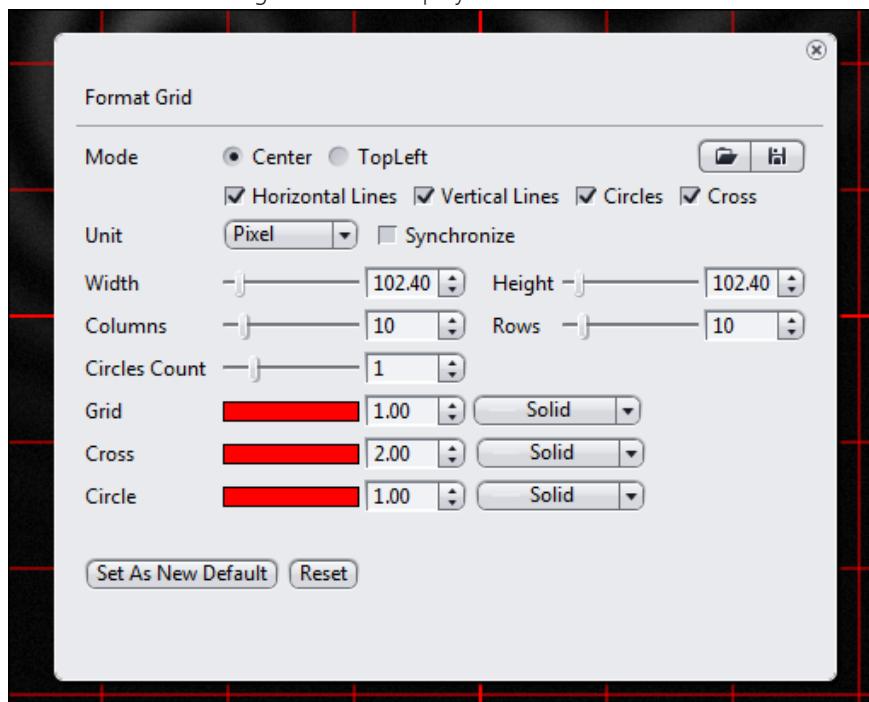 Format Grid
Mode Center TopLeft
Horizontal Lines Vertical Lines Circles Cross
Unit Pixel Synchronize
Width 102.40 Height 102.40
Columns 10 Rows 10
Circles Count 1
Grid 1.00 Solid
Cross 2.00 Solid
Circle 1.00 Solid
Set As New Default Reset